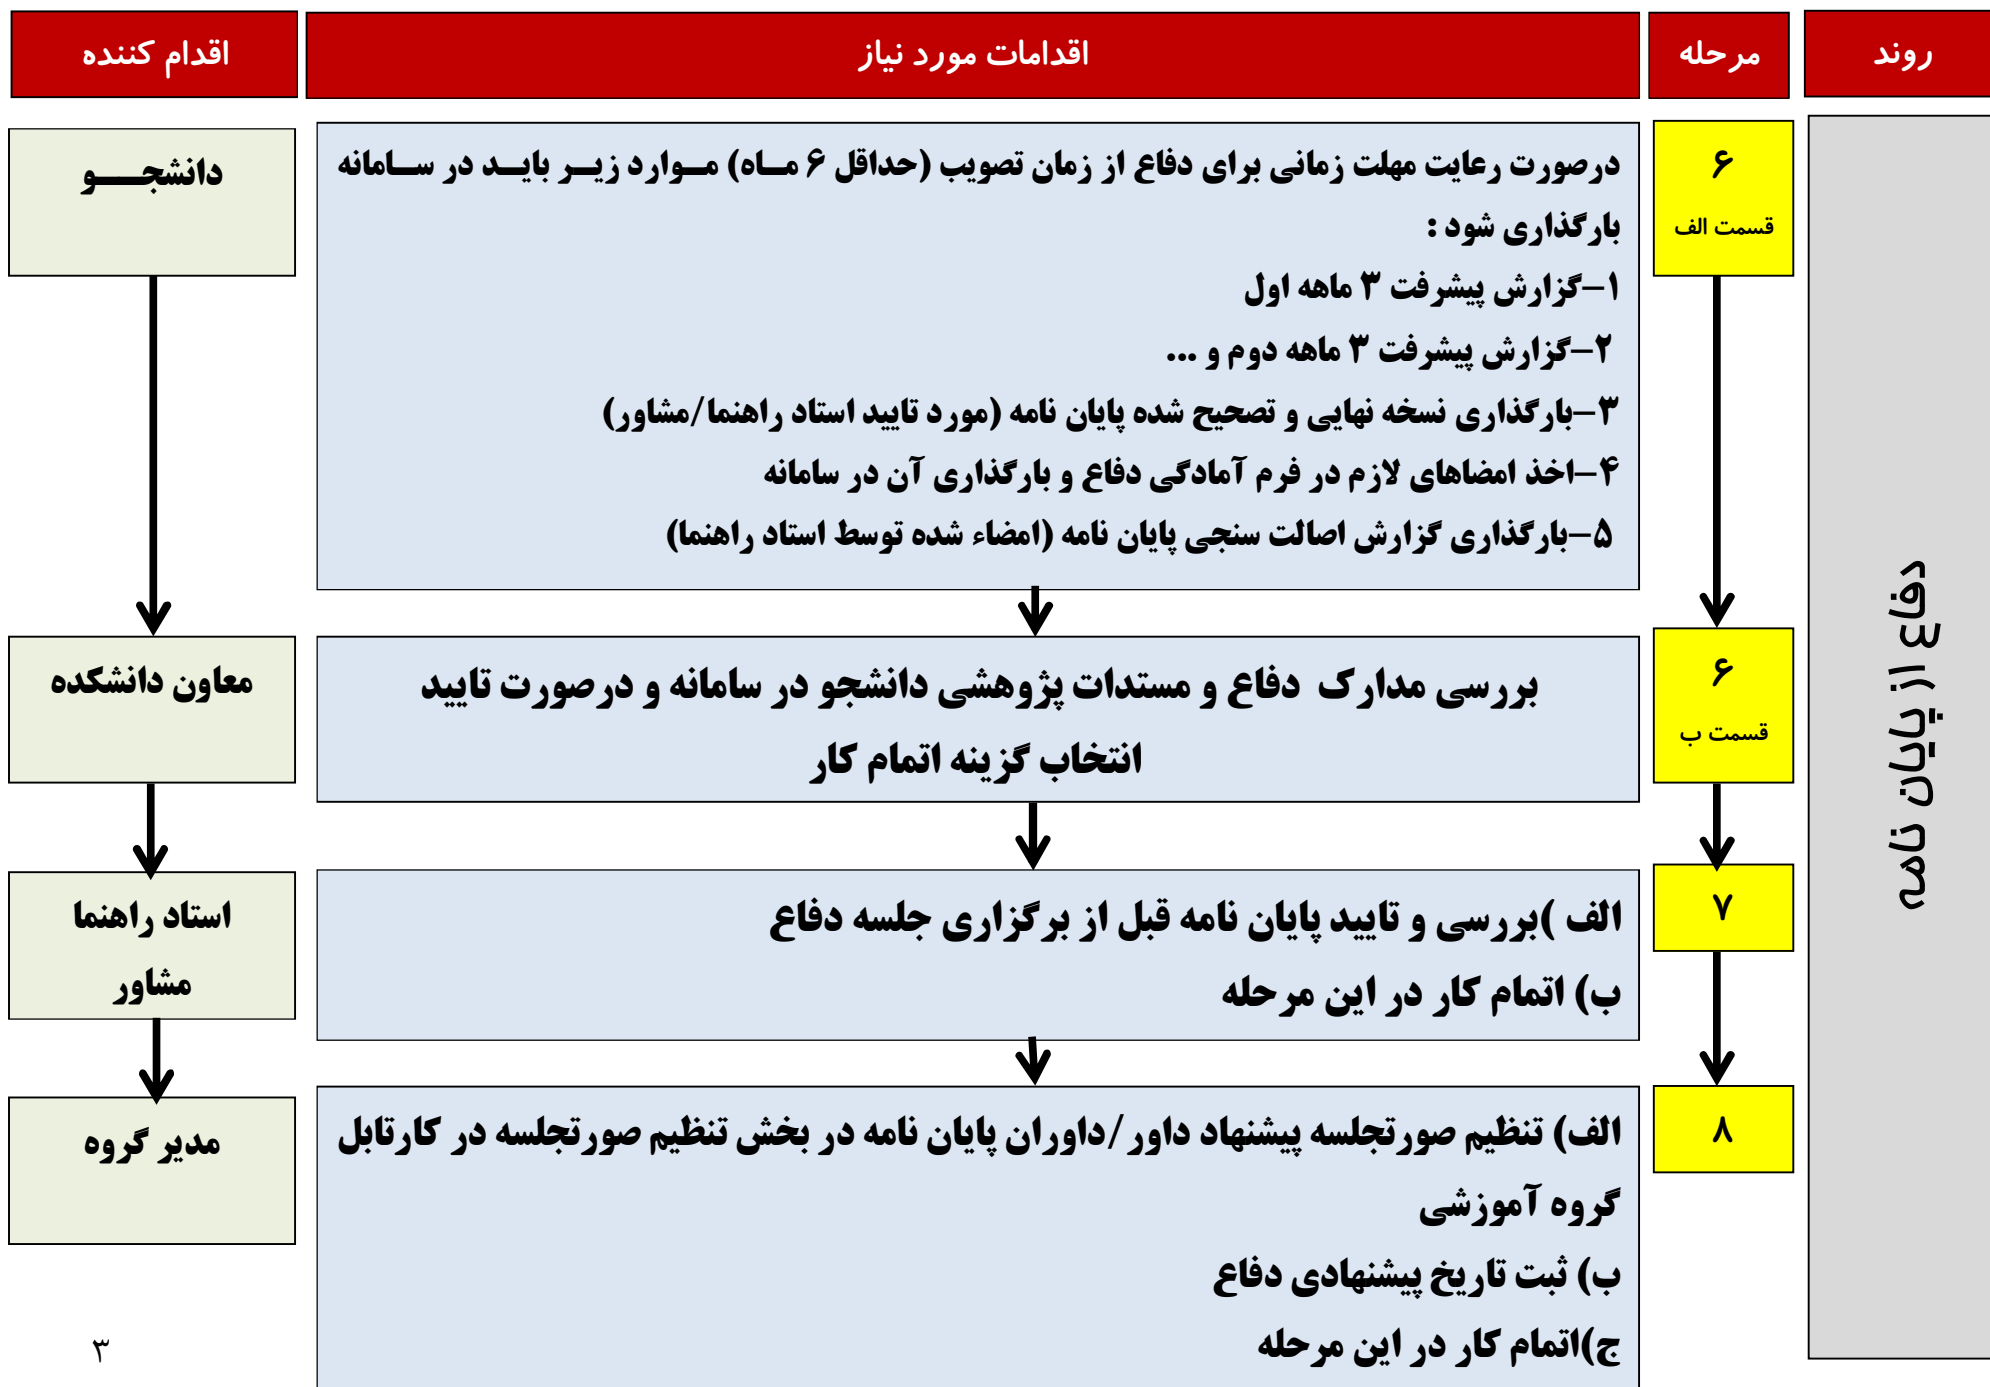 روند
مرحله
اقدامات مورد نیاز
اقدام کننده
دفاع از پایان نامه
۶
قسمت الف
درصورت رعایت مهلت زمانی برای دفاع از زمان تصویب (حداقل ۶ مــاه) مــوارد زیــر بایــد در ســامانه
بارگذاری شود :
۱–گزارش پیشرفت ۳ ماهه اول
۲–گزارش پیشرفت ۳ ماهه دوم و ...
۳–بارگذاری نسخه نهایی و تصحیح شده پایان نامه (مورد تایید استاد راهنما/مشاور)
۴–اخذ امضاهای لازم در فرم آمادگی دفاع و بارگذاری آن در سامانه
۵–بارگذاری گزارش اصالت سنجی پایان نامه (امضاء شده توسط استاد راهنما)
دانشجــــو
۶
قسمت ب
بررسی مدارک دفاع و مستدات پژوهشی دانشجو در سامانه و درصورت تایید
انتخاب گزینه اتمام کار
معاون دانشکده
۷
الف )بررسی و تایید پایان نامه قبل از برگزاری جلسه دفاع
ب) اتمام کار در این مرحله
استاد راهنما
مشاور
۸
الف) تنظیم صورتجلسه پیشنهاد داور/داوران پایان نامه در بخش تنظیم صورتجلسه در کارتابل
گروه آموزشی
ب) ثبت تاریخ پیشنهادی دفاع
ج)اتمام کار در این مرحله
مدیر گروه
۳